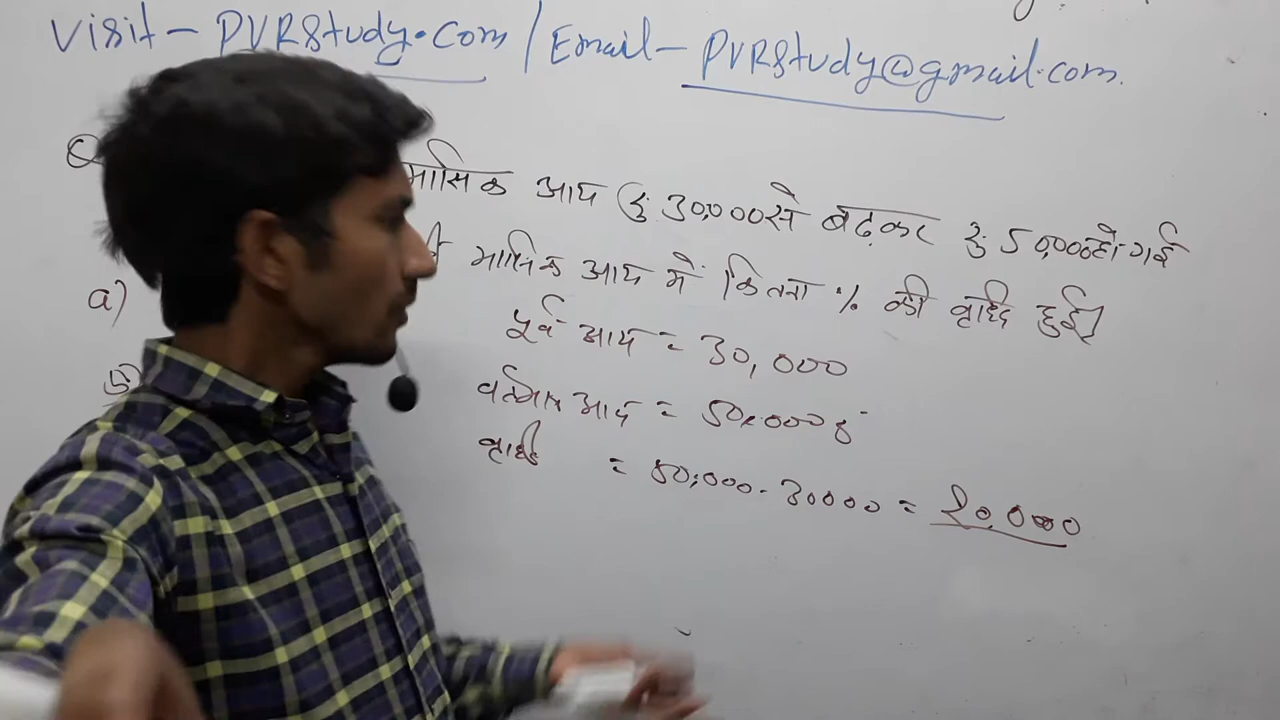 Visit - PVRStudy.com / Email - PVRStudy@gmail.com.
Q मासिक आय रु 30,000 से बढ़कर रु 50,000 हो गई
मासिक आय में कितना % की वृद्धि हुई।
a)
पूर्व आय = 30,000
b)
वर्तमान आय = 50,000 रु
वृद्धि = 50,000 - 30000 = 20,000